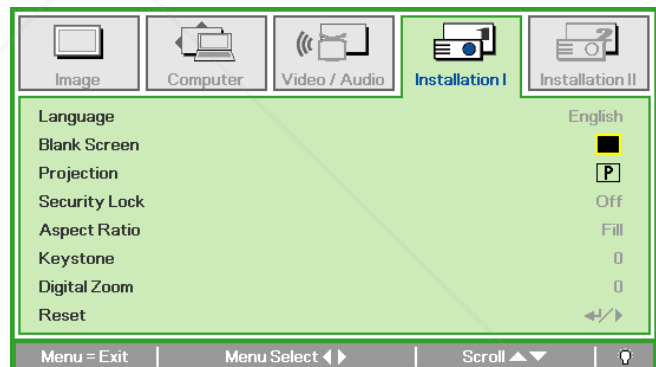 Image Computer Video / Audio Installation I Installation II
Language English
Blank Screen
Projection P
Security Lock Off
Aspect Ratio Fill
Keystone 0
Digital Zoom 0
Reset
Menu = Exit Menu Select Scroll